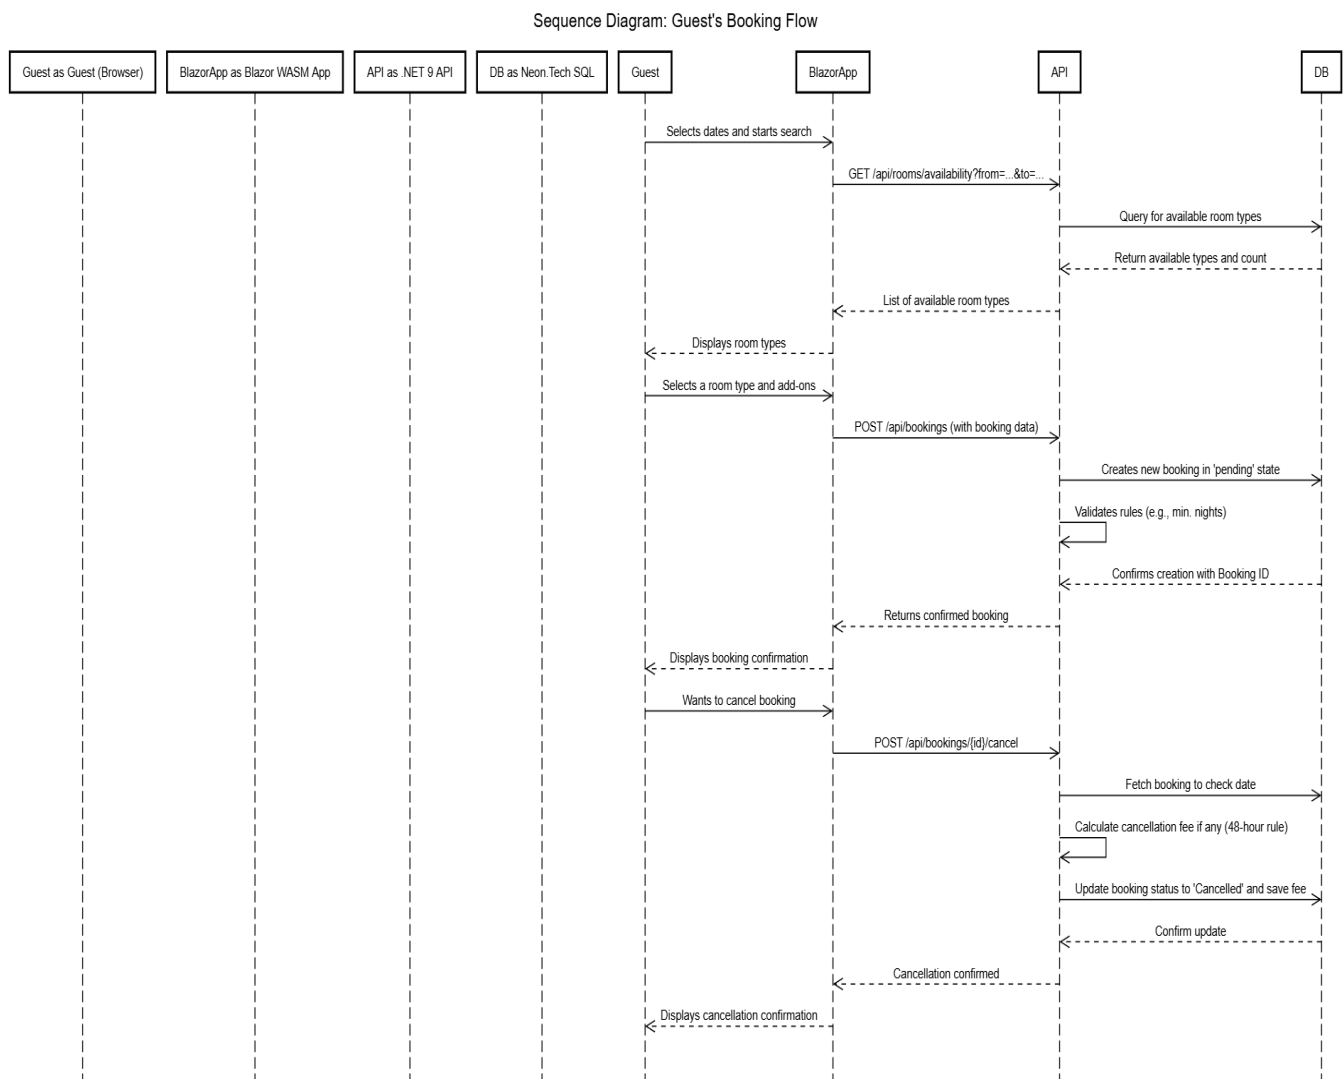 Sequence Diagram: Guest's Booking Flow
Guest as Guest (Browser)
BlazorApp as Blazor WASM App
API as .NET 9 API
DB as Neon.Tech SQL
Guest
BlazorApp
API
DB
Selects dates and starts search
GET /api/rooms/availability?from=...&to=...
Query for available room types
Return available types and count
List of available room types
Displays room types
Selects a room type and add-ons
POST /api/bookings (with booking data)
Creates new booking in 'pending' state
Validates rules (e.g., min. nights)
Confirms creation with Booking ID
Returns confirmed booking
Displays booking confirmation
Wants to cancel booking
POST /api/bookings/{id}/cancel
Fetch booking to check date
Calculate cancellation fee if any (48-hour rule)
Update booking status to 'Cancelled' and save fee
Confirm update
Cancellation confirmed
Displays cancellation confirmation